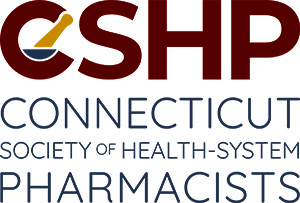 CSHP
CONNECTICUT
SOCIETY OF HEALTH-SYSTEM
PHARMACISTS